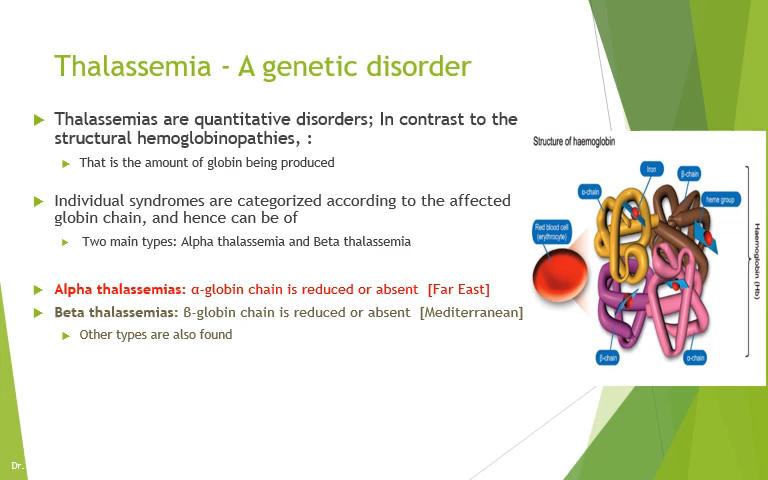 Thalassemia - A genetic disorder
Thalassemias are quantitative disorders; In contrast to the
structural hemoglobinopathies, :
That is the amount of globin being produced
Individual syndromes are categorized according to the affected
globin chain, and hence can be of
Two main types: Alpha thalassemia and Beta thalassemia
Alpha thalassemias: α-globin chain is reduced or absent [Far East]
Beta thalassemias: ß-globin chain is reduced or absent [Mediterranean]
Other types are also found
Structure of haemoglobin
Iron
β-chain
α-chain
heme group
Red blood cell
(erythrocyte)
Haemoglobin (Hb)
β-chain
α-chain
Dr.